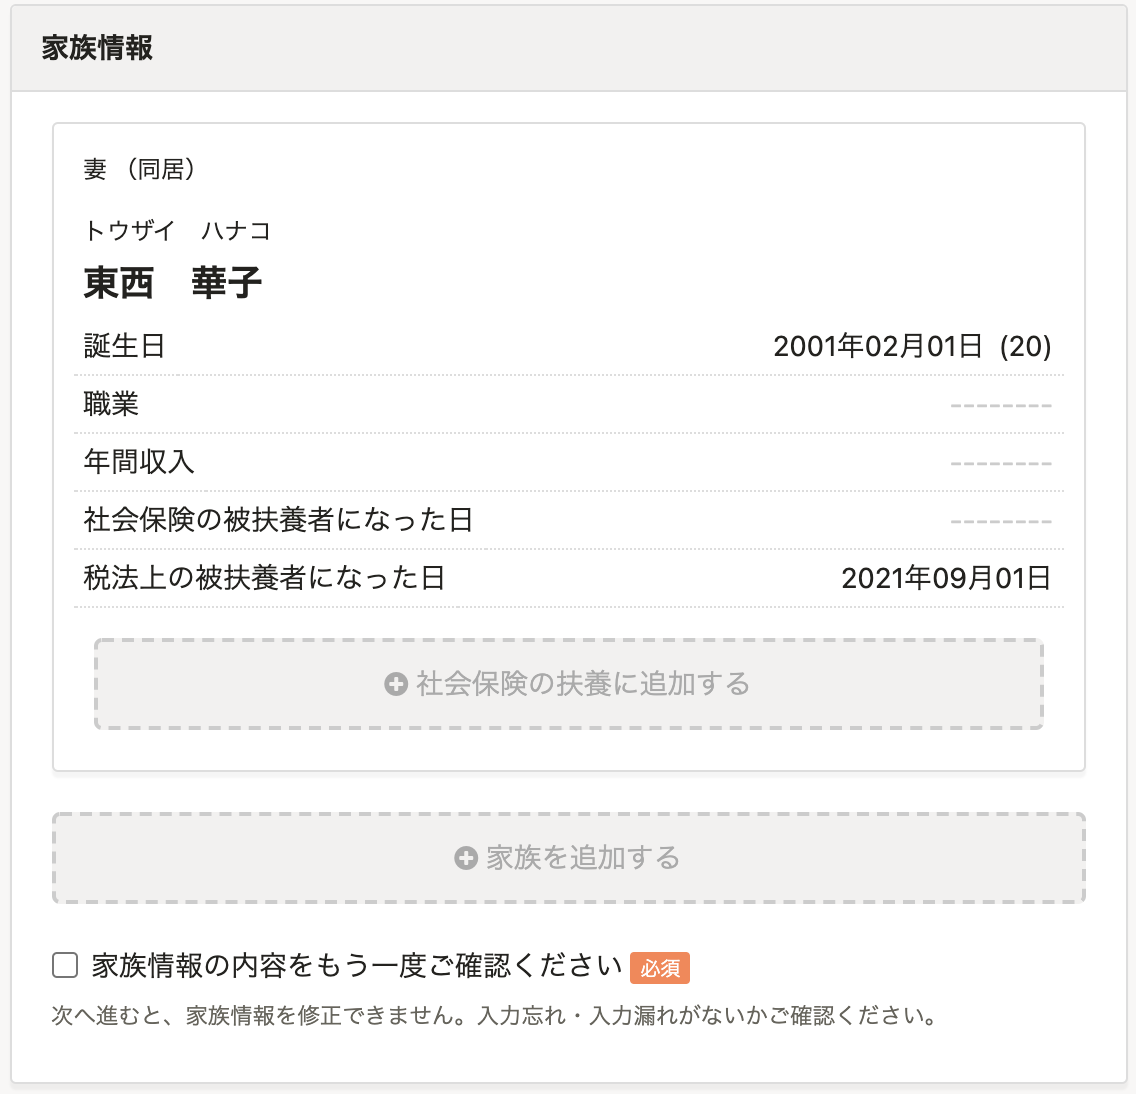 家族情報
妻 （同居）
トウザイ　ハナコ
東西　華子
誕生日 2001年02月01日 (20)
職業 --------
年間収入 --------
社会保険の被扶養者になった日 --------
税法上の被扶養者になった日 2021年09月01日
社会保険の扶養に追加する
家族を追加する
家族情報の内容をもう一度ご確認ください 必須
次へ進むと、家族情報を修正できません。入力忘れ・入力漏れがないかご確認ください。